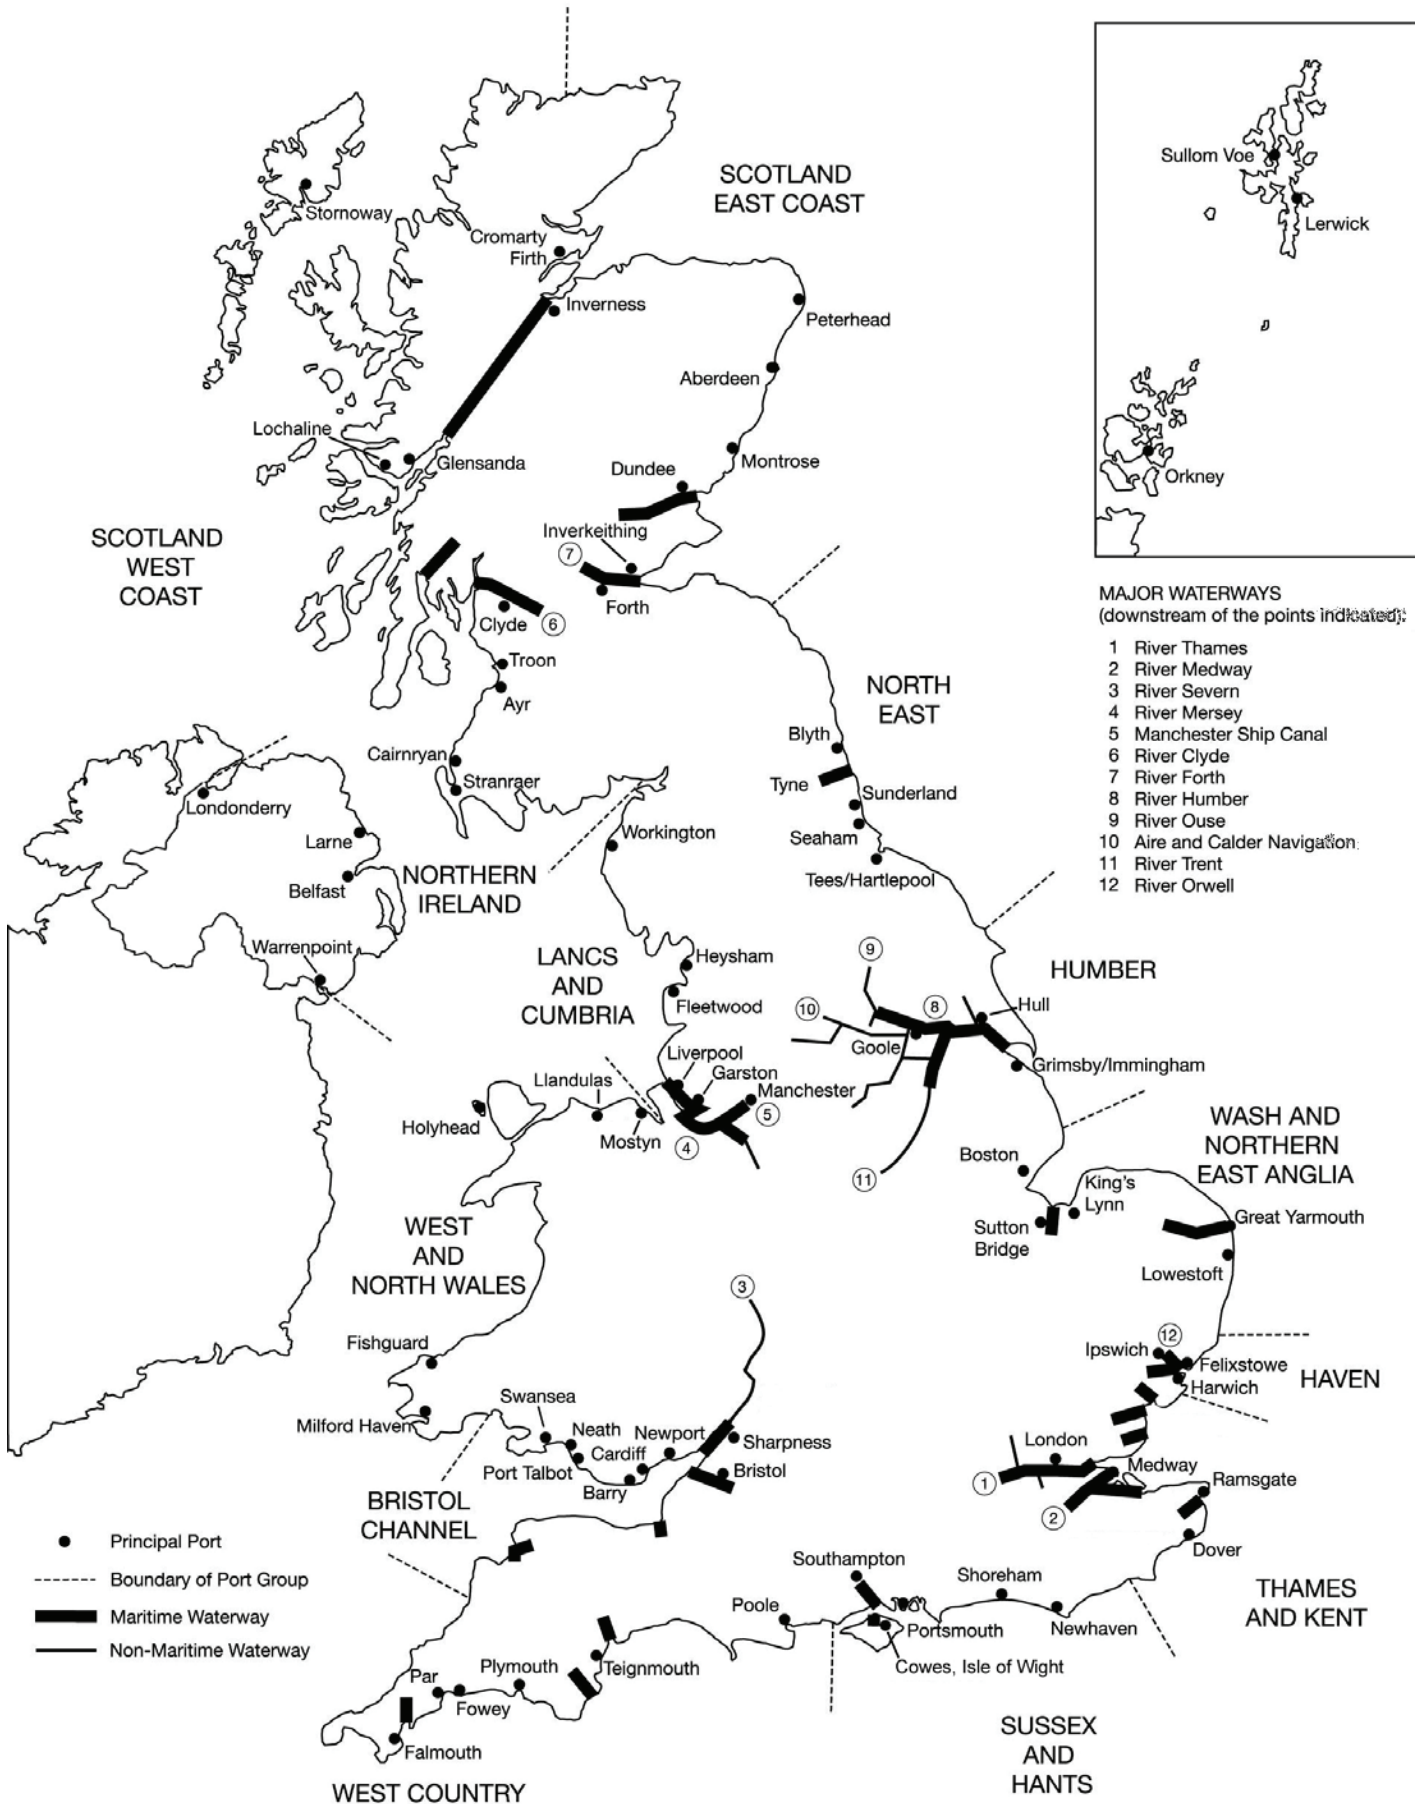 SCOTLAND
EAST COAST
Stornoway
Cromarty
Firth
Inverness
Peterhead
Aberdeen
Lochaline
Glensanda
Montrose
Dundee
Inverkeithing
7
Forth
SCOTLAND
WEST
COAST
Clyde
6
Troon
Ayr
Cairnryan
Stranraer
Sullom Voe
Lerwick
Orkney
MAJOR WATERWAYS
(downstream of the points indicated):
1 River Thames
2 River Medway
3 River Severn
4 River Mersey
5 Manchester Ship Canal
6 River Clyde
7 River Forth
8 River Humber
9 River Ouse
10 Aire and Calder Navigation
11 River Trent
12 River Orwell
NORTH
EAST
Blyth
Tyne
Sunderland
Seaham
Tees/Hartlepool
Londonderry
Larne
Belfast
Warrenpoint
NORTHERN
IRELAND
Workington
LANCS
AND
CUMBRIA
Heysham
Fleetwood
Liverpool
Garston
Manchester
5
4
HUMBER
9
10
8
Hull
Goole
Grimsby/Immingham
11
Llandulas
Holyhead
Mostyn
WEST
AND
NORTH WALES
WASH AND
NORTHERN
EAST ANGLIA
Boston
King's
Lynn
Sutton
Bridge
Great Yarmouth
Lowestoft
3
Fishguard
Milford Haven
Swansea
Neath
Port Talbot
Cardiff
Barry
Newport
Sharpness
Bristol
BRISTOL
CHANNEL
12
Ipswich
Felixstowe
Harwich
HAVEN
London
1
Medway
2
Ramsgate
Dover
THAMES
AND KENT
Southampton
Shoreham
Poole
Portsmouth
Newhaven
Cowes, Isle of Wight
SUSSEX
AND
HANTS
Teignmouth
Plymouth
Par
Fowey
Falmouth
WEST COUNTRY
Principal Port
Boundary of Port Group
Maritime Waterway
Non-Maritime Waterway